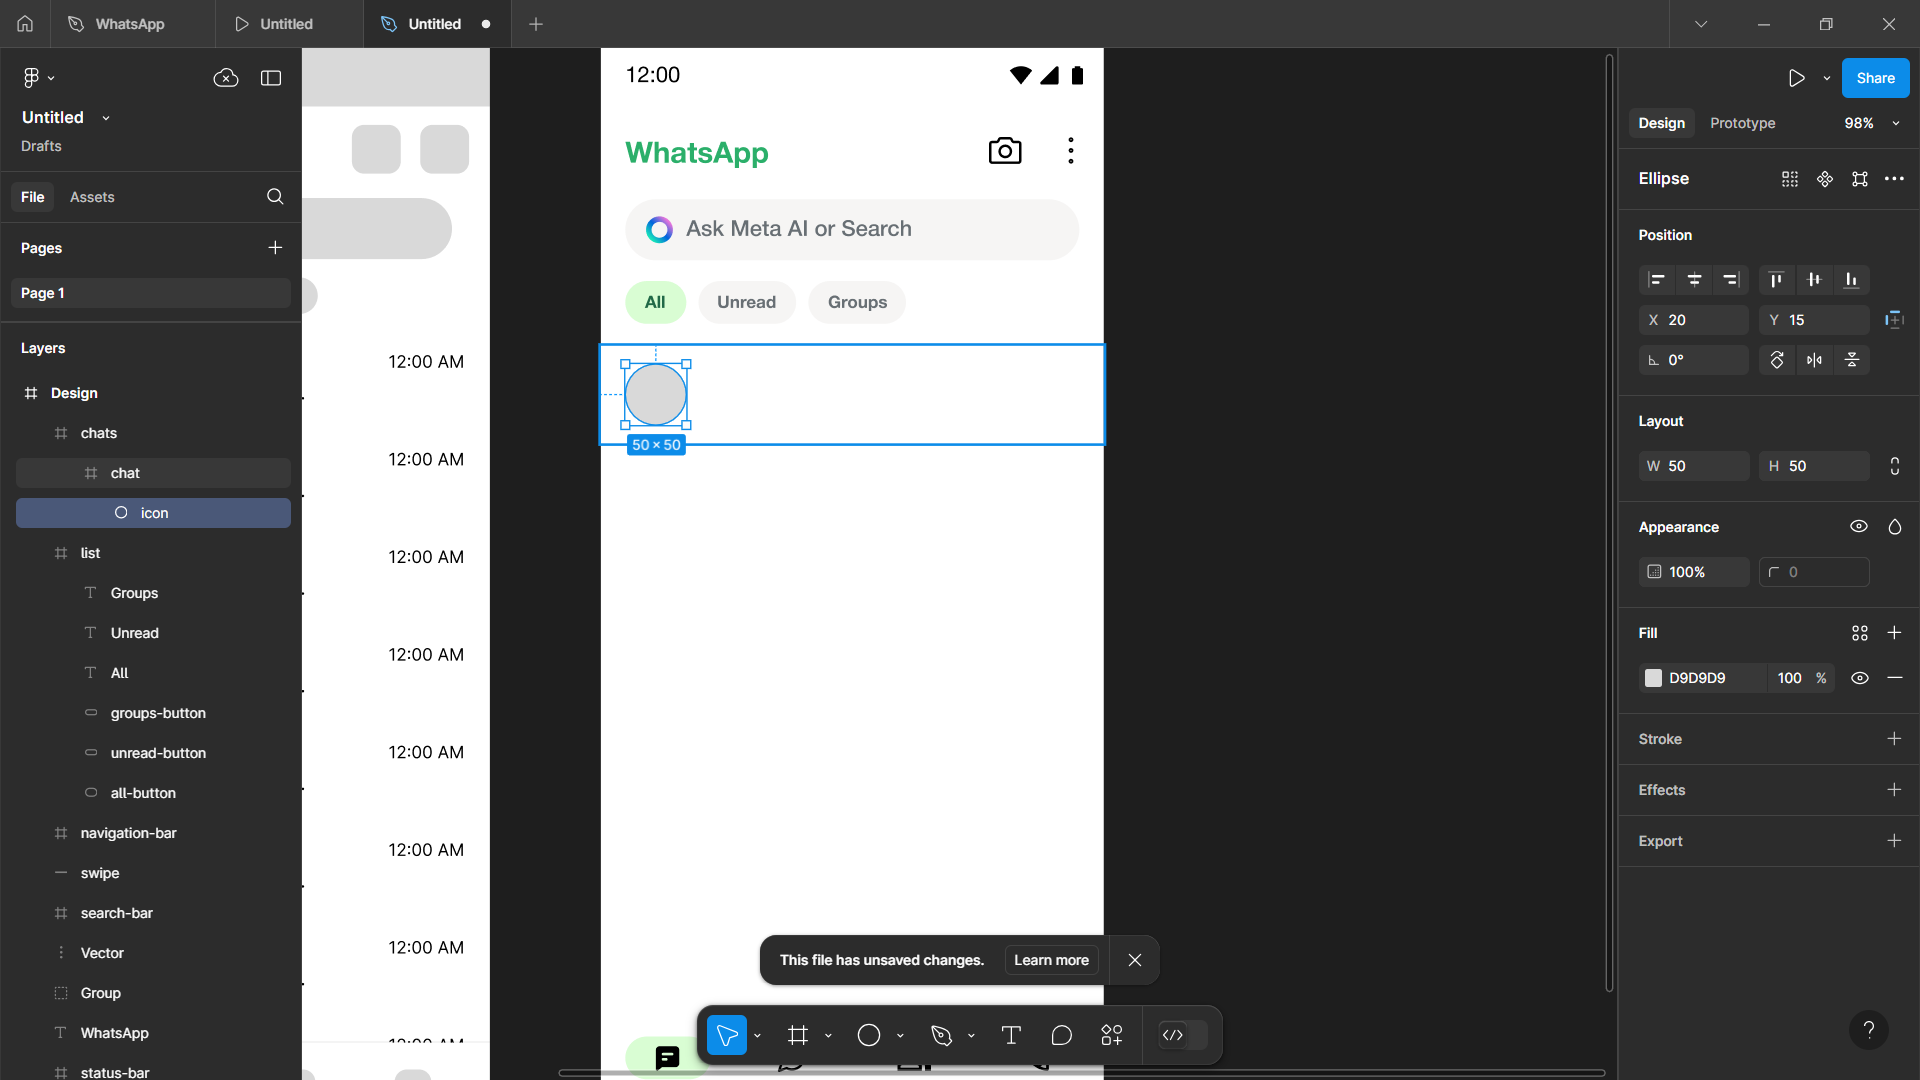 WhatsApp
Untitled
Untitled
Untitled
Drafts
File
Assets
Pages
Page 1
Layers
Design
chats
chat
icon
list
Groups
Unread
All
groups-button
unread-button
all-button
navigation-bar
swipe
search-bar
Vector
Group
WhatsApp
status-bar
12:00 AM
12:00 AM
12:00 AM
12:00 AM
12:00 AM
12:00 AM
12:00 AM
12:00 AM
12:00
WhatsApp
Ask Meta AI or Search
All
Unread
Groups
50 × 50
This file has unsaved changes.
Learn more
Share
Design
Prototype
98%
Ellipse
Position
X 20
Y 15
0°
Layout
W 50
H 50
Appearance
100%
0
Fill
D9D9D9
100 %
Stroke
Effects
Export
?